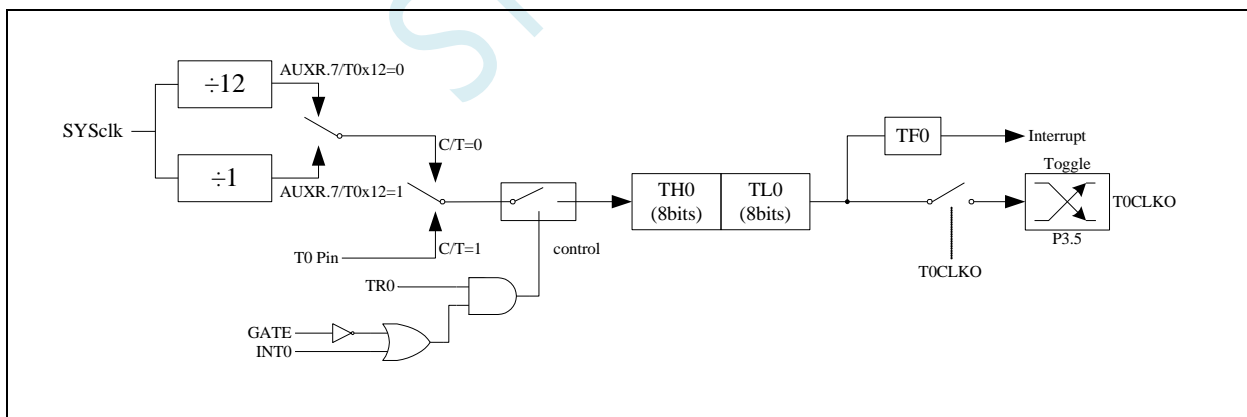 ÷12
AUXR.7/T0x12=0
SYSclk
÷1
AUXR.7/T0x12=1
C/T=0
C/T=1
T0 Pin
control
TR0
GATE
INT0
TH0
(8bits)
TL0
(8bits)
TF0
Interrupt
Toggle
T0CLKO
P3.5
T0CLKO